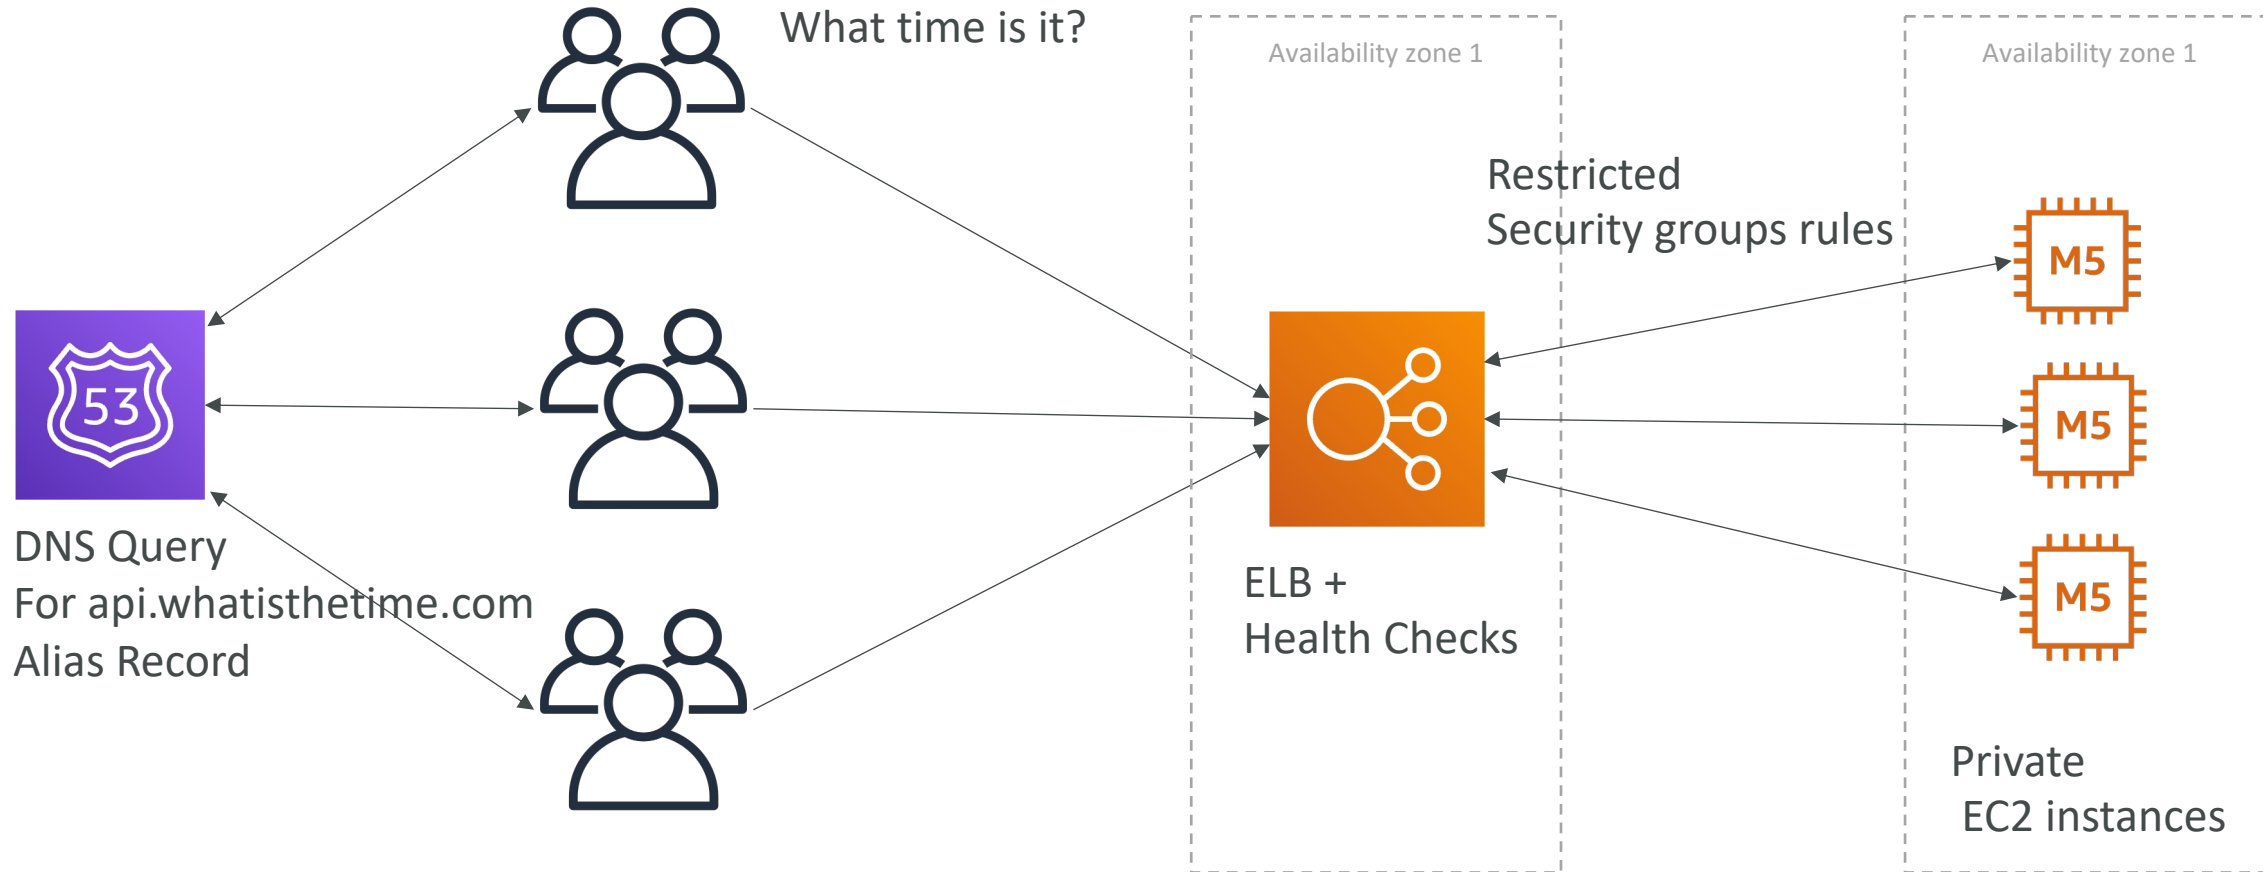 What time is it?
Availability zone 1
Availability zone 1
Restricted
Security groups rules
M5
53
M5
DNS Query
For api.whatisthetime.com
Alias Record
ELB +
Health Checks
M5
Private
EC2 instances